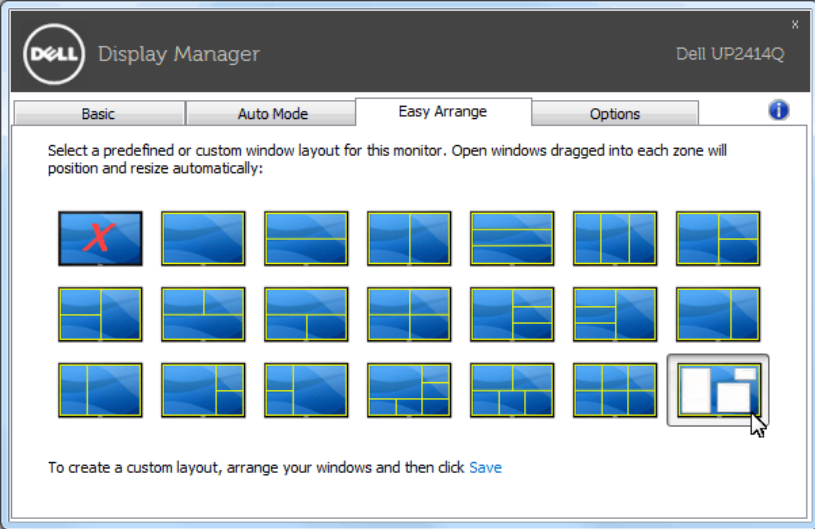 x
DELL
Display Manager
Dell UP2414Q
Basic
Auto Mode
Easy Arrange
Options
i
Select a predefined or custom window layout for this monitor. Open windows dragged into each zone will
position and resize automatically:
X
To create a custom layout, arrange your windows and then click Save